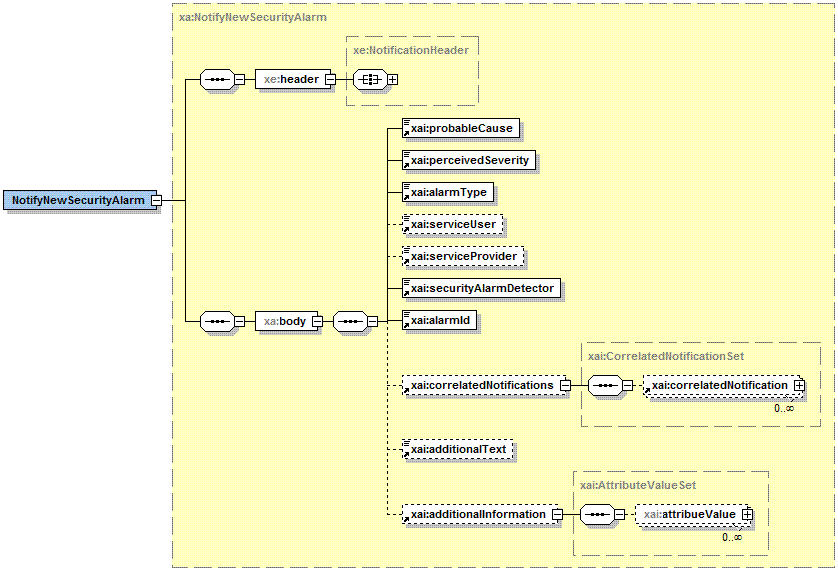 xa:NotifyNewSecurityAlarm
xe:NotificationHeader
xe:header
xai:probableCause
xai:perceivedSeverity
xai:alarmType
NotifyNewSecurityAlarm
xai:serviceUser
xai:serviceProvider
xai:securityAlarmDetector
xa:body
xai:alarmId
xai:CorrelatedNotificationSet
xai:correlatedNotifications
xai:correlatedNotification
0..∞
xai:additionalText
xai:AttributeValueSet
xai:additionalInformation
xai:attribueValue
0..∞